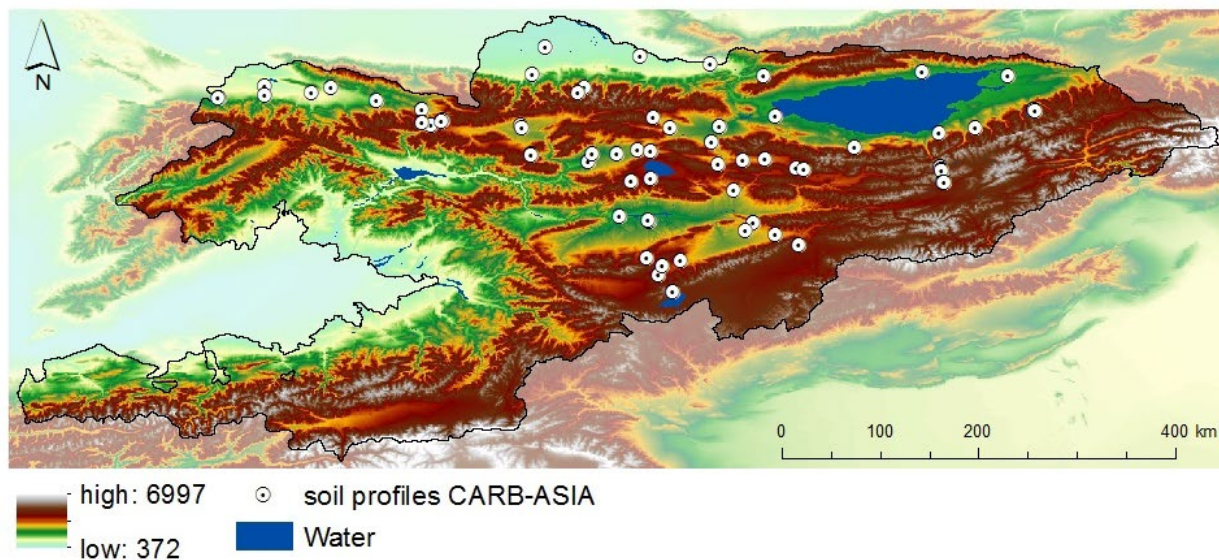 N
0 100 200 400 km
high: 6997
low: 372
soil profiles CARB-ASIA
Water